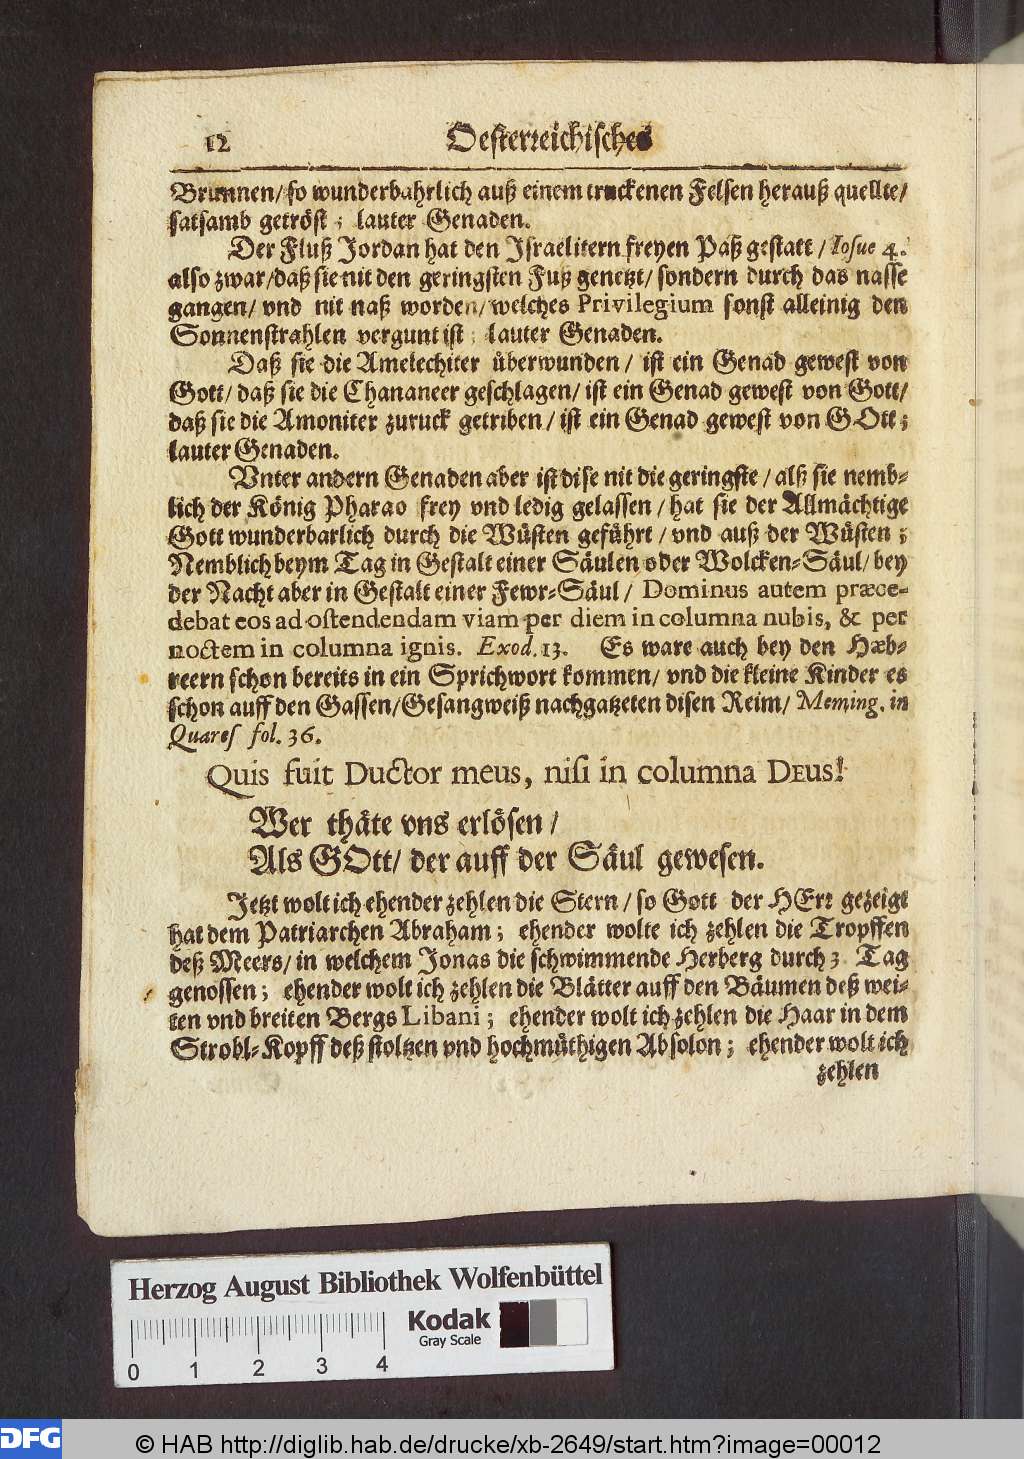 12 Oesterreichisches
Brunnen/ so wunderbahrlich auß einem truckenen Felsen herauß quellte/
satsamb getröst; lauter Genaden.
Der Fluß Jordan hat den Israelitern freyen Paß gestatt / Iosue 4.
also zwar/daß sie nit den geringsten Fuß genetzt/ sondern durch das nasse
gangen/ vnd nit naß worden/welches Privilegium sonst alleinig den
Sonnenstrahlen vergunt ist; lauter Genaden.
Daß sie die Amelechiter überwunden / ist ein Genad gewest von
Gott/ daß sie die Chananeer geschlagen/ ist ein Genad gewest von Gott/
daß sie die Amoniter zuruck getriben/ ist ein Genad gewest von GOtt;
lauter Genaden.
Vnter andern Genaden aber ist dise nit die geringste / alß sie nemb-
lich der König Pharao frey vnd ledig gelassen / hat sie der Allmächtige
Gott wunderbarlich durch die Wüsten geführt / vnd auß der Wüsten ;
Nemblich beym Tag in Gestalt einer Säulen oder Wolcken-Säul/ bey
der Nacht aber in Gestalt einer Fewr-Säul / Dominus autem præce-
debat eos ad ostendendam viam per diem in columna nubis, & per
noctem in columna ignis. Exod. 13. Es ware auch bey den Hæb-
reern schon bereits in ein Sprichwort kommen/ vnd die kleine Kinder es
schon auff den Gassen/Gesangweiß nachgatzeten disen Reim/ Meming. in
Quares fol. 36.
Quis fuit Ductor meus, nisi in columna DEUS!
Wer thäte vns erlösen /
Als GOtt/ der auff der Säul gewesen.
Jetzt wolt ich ehender zehlen die Stern / so Gott der HErr gezeigt
hat dem Patriarchen Abraham; ehender wolte ich zehlen die Tropffen
deß Meers/ in welchem Jonas die schwimmende Herberg durch 3 Tag
genossen; ehender wolt ich zehlen die Blätter auff den Bäumen deß wei-
ten vnd breiten Bergs Libani; ehender wolt ich zehlen die Haar in dem
Strobl-Kopff deß stoltzen vnd hochmüthigen Absolon; ehender wolt ich
zehlen
Herzog August Bibliothek Wolfenbüttel
Kodak
Gray Scale
0 1 2 3 4
DFG © HAB http://diglib.hab.de/drucke/xb-2649/start.htm?image=00012